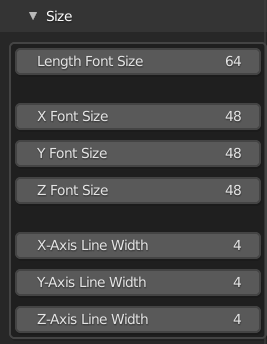 Size
Length Font Size 64
X Font Size 48
Y Font Size 48
Z Font Size 48
X-Axis Line Width 4
Y-Axis Line Width 4
Z-Axis Line Width 4